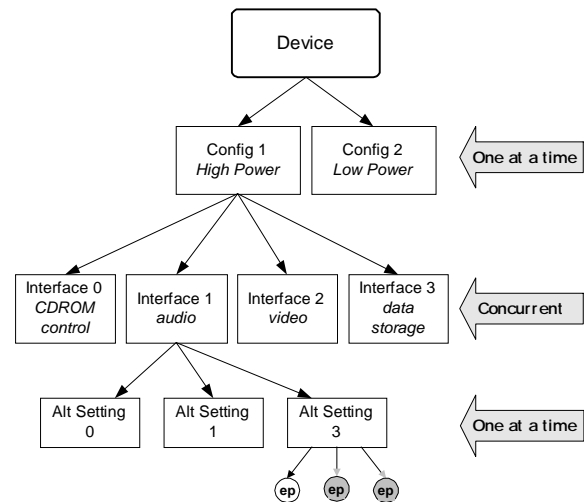 Device
Config 1
High Power
Config 2
Low Power
One at a time
Interface 0
CDROM
control
Interface 1
audio
Interface 2
video
Interface 3
data
storage
Concurrent
Alt Setting
0
Alt Setting
1
Alt Setting
3
One at a time
ep
ep
ep